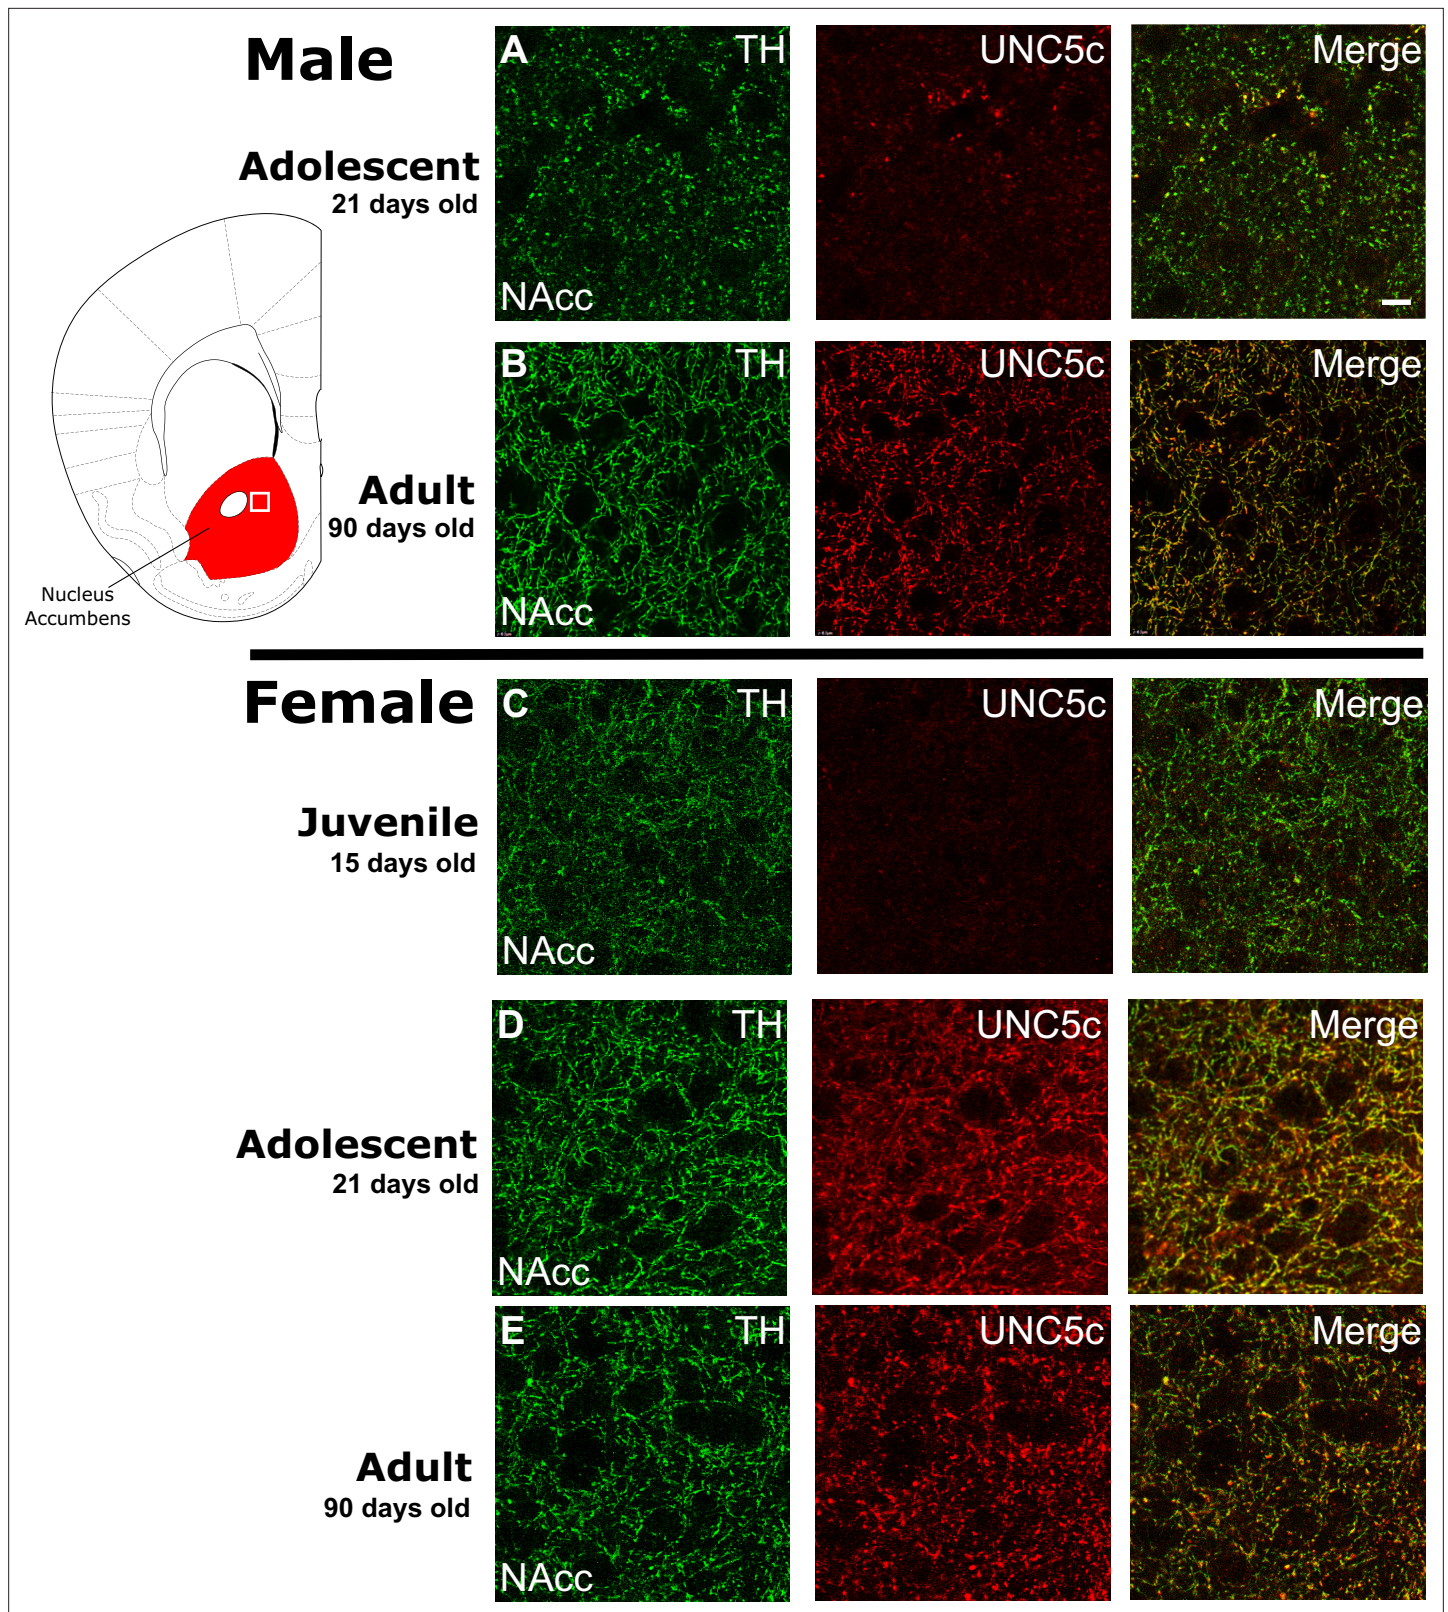 Male
A TH UNC5c Merge
Adolescent
21 days old
NAcc
B TH UNC5c Merge
Adult
90 days old
NAcc
Nucleus
Accumbens
Female
C TH UNC5c Merge
Juvenile
15 days old
NAcc
D TH UNC5c Merge
Adolescent
21 days old
NAcc
E TH UNC5c Merge
Adult
90 days old
NAcc